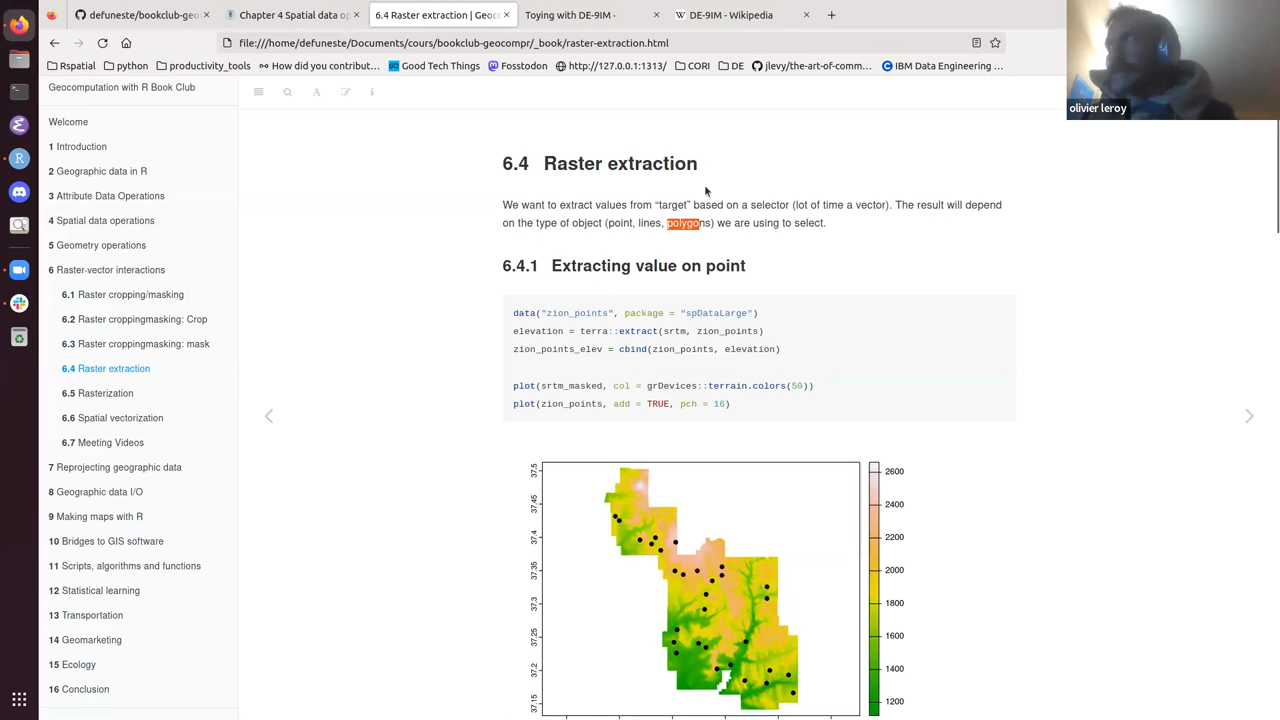 defuneste/bookclub-geo
Chapter 4 Spatial data op
6.4 Raster extraction | Geoc
Toying with DE-9IM ·
DE-9IM - Wikipedia
file:///home/defuneste/Documents/cours/bookclub-geocompr/_book/raster-extraction.html
Rspatial
python
productivity_tools
How did you contribut…
Good Tech Things
Fosstodon
http://127.0.0.1:1313/
CORI
DE
jlevy/the-art-of-comm…
IBM Data Engineering …
olivier leroy
Geocomputation with R Book Club
Welcome
1 Introduction
2 Geographic data in R
3 Attribute Data Operations
4 Spatial data operations
5 Geometry operations
6 Raster-vector interactions
6.1 Raster cropping/masking
6.2 Raster croppingmasking: Crop
6.3 Raster croppingmasking: mask
6.4 Raster extraction
6.5 Rasterization
6.6 Spatial vectorization
6.7 Meeting Videos
7 Reprojecting geographic data
8 Geographic data I/O
9 Making maps with R
10 Bridges to GIS software
11 Scripts, algorithms and functions
12 Statistical learning
13 Transportation
14 Geomarketing
15 Ecology
16 Conclusion
6.4 Raster extraction
We want to extract values from “target” based on a selector (lot of time a vector). The result will depend
on the type of object (point, lines, polygons) we are using to select.
6.4.1 Extracting value on point
data("zion_points", package = "spDataLarge")
elevation = terra::extract(srtm, zion_points)
zion_points_elev = cbind(zion_points, elevation)
plot(srtm_masked, col = grDevices::terrain.colors(50))
plot(zion_points, add = TRUE, pch = 16)
37.5
37.45
37.4
37.35
37.3
37.25
37.2
37.15
2600
2400
2200
2000
1800
1600
1400
1200